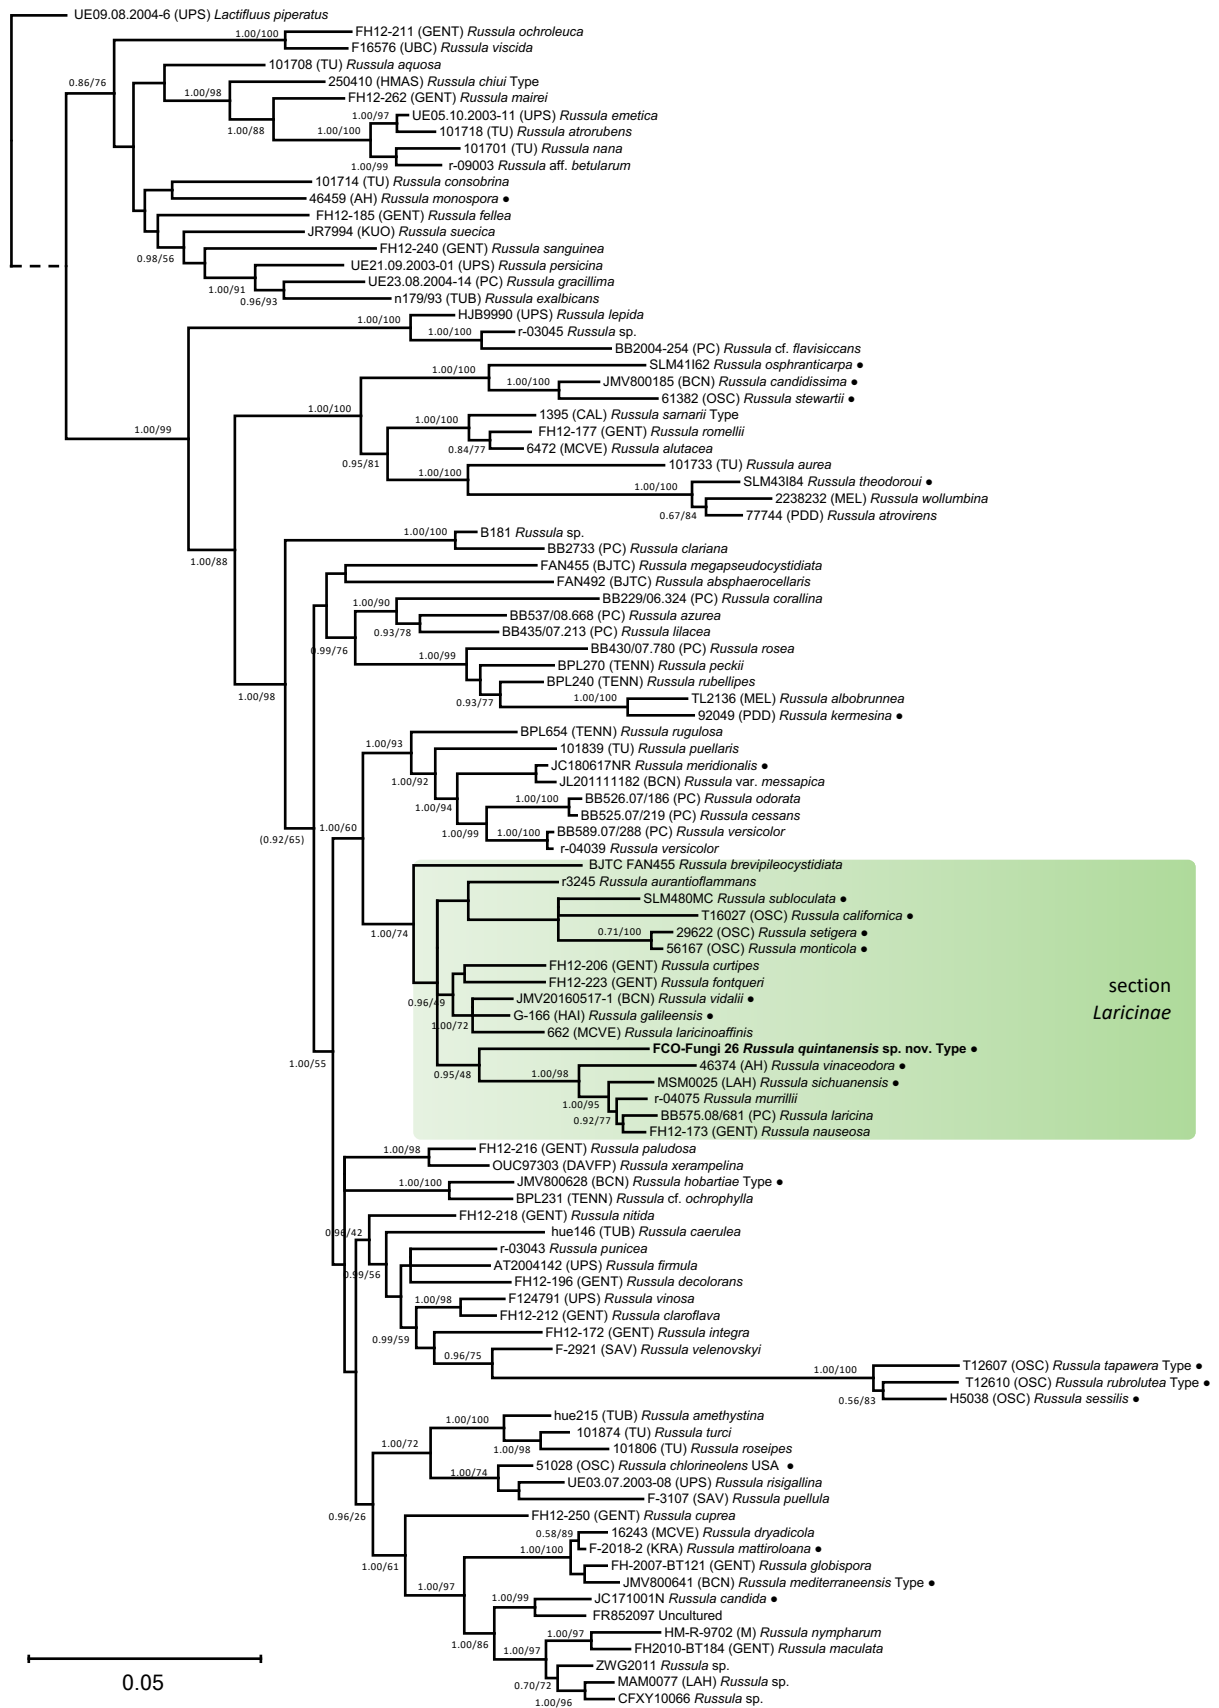 UE09.08.2004-6 (UPS) Lactifluus piperatus
1.00/100
FH12-211 (GENT) Russula ochroleuca
F16576 (UBC) Russula viscida
0.86/76
101708 (TU) Russula aquosa
1.00/98
250410 (HMAS) Russula chiui Type
1.00/88
FH12-262 (GENT) Russula mairei
1.00/100
1.00/97
UE05.10.2003-11 (UPS) Russula emetica
101718 (TU) Russula atrorubens
101701 (TU) Russula nana
1.00/99
r-09003 Russula aff. betularum
101714 (TU) Russula consobrina
46459 (AH) Russula monospora ●
FH12-185 (GENT) Russula fellea
JR7994 (KUO) Russula suecica
0.98/56
FH12-240 (GENT) Russula sanguinea
UE21.09.2003-01 (UPS) Russula persicina
1.00/91
UE23.08.2004-14 (PC) Russula gracillima
0.96/93
n179/93 (TUB) Russula exalbicans
1.00/100
HJB9990 (UPS) Russula lepida
1.00/100
r-03045 Russula sp.
BB2004-254 (PC) Russula cf. flavisiccans
1.00/99
1.00/100
1.00/100
SLM41I62 Russula osphranticarpa ●
1.00/100
JMV800185 (BCN) Russula candidissima ●
61382 (OSC) Russula stewartii ●
1.00/100
1395 (CAL) Russula sarnarii Type
FH12-177 (GENT) Russula romellii
0.84/77
6472 (MCVE) Russula alutacea
0.95/81
1.00/100
101733 (TU) Russula aurea
1.00/100
SLM43I84 Russula theodoroui ●
2238232 (MEL) Russula wollumbina
0.67/84
77744 (PDD) Russula atrovirens
1.00/88
1.00/100
B181 Russula sp.
BB2733 (PC) Russula clariana
FAN455 (BJTC) Russula megapseudocystidiata
FAN492 (BJTC) Russula absphaerocellaris
1.00/90
BB229/06.324 (PC) Russula corallina
BB537/08.668 (PC) Russula azurea
0.93/78
BB435/07.213 (PC) Russula lilacea
0.99/76
1.00/99
BB430/07.780 (PC) Russula rosea
BPL270 (TENN) Russula peckii
BPL240 (TENN) Russula rubellipes
0.93/77
1.00/100
TL2136 (MEL) Russula albobrunnea
92049 (PDD) Russula kermesina ●
1.00/98
1.00/93
BPL654 (TENN) Russula rugulosa
101839 (TU) Russula puellaris
1.00/92
JC180617NR Russula meridionalis ●
JL201111182 (BCN) Russula var. messapica
1.00/94
1.00/100
BB526.07/186 (PC) Russula odorata
BB525.07/219 (PC) Russula cessans
1.00/99
1.00/100
BB589.07/288 (PC) Russula versicolor
r-04039 Russula versicolor
(0.92/65)
1.00/60
BJTC FAN455 Russula brevipileocystidiata
r3245 Russula aurantioflammans
SLM480MC Russula subloculata ●
T16027 (OSC) Russula californica ●
0.71/100
29622 (OSC) Russula setigera ●
56167 (OSC) Russula monticola ●
1.00/74
FH12-206 (GENT) Russula curtipes
FH12-223 (GENT) Russula fontqueri
0.96/49
JMV20160517-1 (BCN) Russula vidalii ●
G-166 (HAI) Russula galileensis ●
1.00/72
662 (MCVE) Russula laricinoaffinis
section
Laricinae
FCO-Fungi 26 Russula quintanensis sp. nov. Type ●
0.95/48
1.00/98
46374 (AH) Russula vinaceodora ●
MSM0025 (LAH) Russula sichuanensis ●
1.00/95
r-04075 Russula murrillii
0.92/77
BB575.08/681 (PC) Russula laricina
FH12-173 (GENT) Russula nauseosa
1.00/55
1.00/98
FH12-216 (GENT) Russula paludosa
OUC97303 (DAVFP) Russula xerampelina
1.00/100
JMV800628 (BCN) Russula hobartiae Type ●
BPL231 (TENN) Russula cf. ochrophylla
0.96/42
FH12-218 (GENT) Russula nitida
hue146 (TUB) Russula caerulea
0.99/56
r-03043 Russula punicea
AT2004142 (UPS) Russula firmula
FH12-196 (GENT) Russula decolorans
1.00/98
F124791 (UPS) Russula vinosa
FH12-212 (GENT) Russula claroflava
0.99/59
FH12-172 (GENT) Russula integra
0.96/75
F-2921 (SAV) Russula velenovskyi
1.00/100
T12607 (OSC) Russula tapawera Type ●
T12610 (OSC) Russula rubrolutea Type ●
0.56/83
H5038 (OSC) Russula sessilis ●
1.00/100
hue215 (TUB) Russula amethystina
101874 (TU) Russula turci
1.00/72
1.00/98
101806 (TU) Russula roseipes
51028 (OSC) Russula chlorineolens USA ●
1.00/74
UE03.07.2003-08 (UPS) Russula risigallina
F-3107 (SAV) Russula puellula
0.96/26
FH12-250 (GENT) Russula cuprea
0.58/89
16243 (MCVE) Russula dryadicola
1.00/100
F-2018-2 (KRA) Russula mattiroloana ●
1.00/61
FH-2007-BT121 (GENT) Russula globispora
JMV800641 (BCN) Russula mediterraneensis Type ●
1.00/97
1.00/99
JC171001N Russula candida ●
FR852097 Uncultured
1.00/86
1.00/97
HM-R-9702 (M) Russula nympharum
1.00/97
FH2010-BT184 (GENT) Russula maculata
ZWG2011 Russula sp.
0.70/72
MAM0077 (LAH) Russula sp.
1.00/96
CFXY10066 Russula sp.
0.05